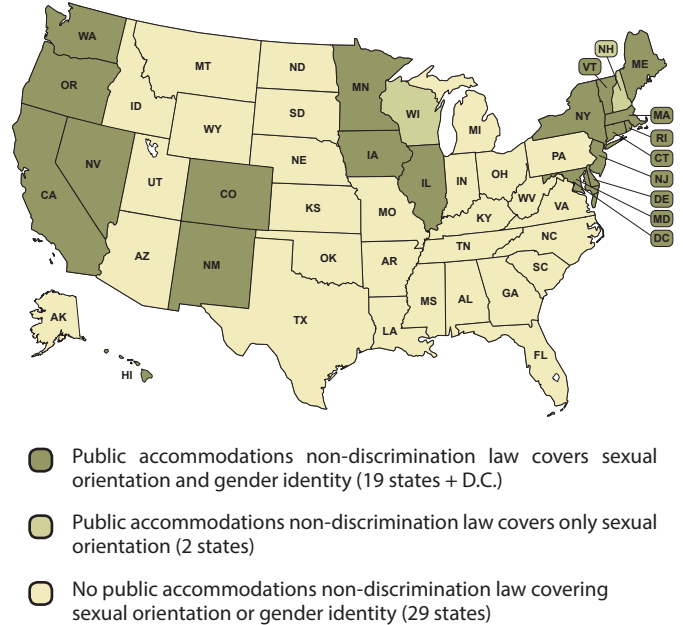 WA
NH
VT
ME
MT
ND
MN
OR
ID
WI
NY
MA
SD
MI
RI
WY
CT
IA
PA
NE
NV
NJ
OH
IN
IL
UT
DE
CO
CA
WV
VA
MD
KS
MO
KY
DC
NC
TN
OK
AZ
AR
NM
SC
MS
AL
GA
AK
TX
LA
FL
HI
Public accommodations non-discrimination law covers sexual
orientation and gender identity (19 states + D.C.)
Public accommodations non-discrimination law covers only sexual
orientation (2 states)
No public accommodations non-discrimination law covering
sexual orientation or gender identity (29 states)